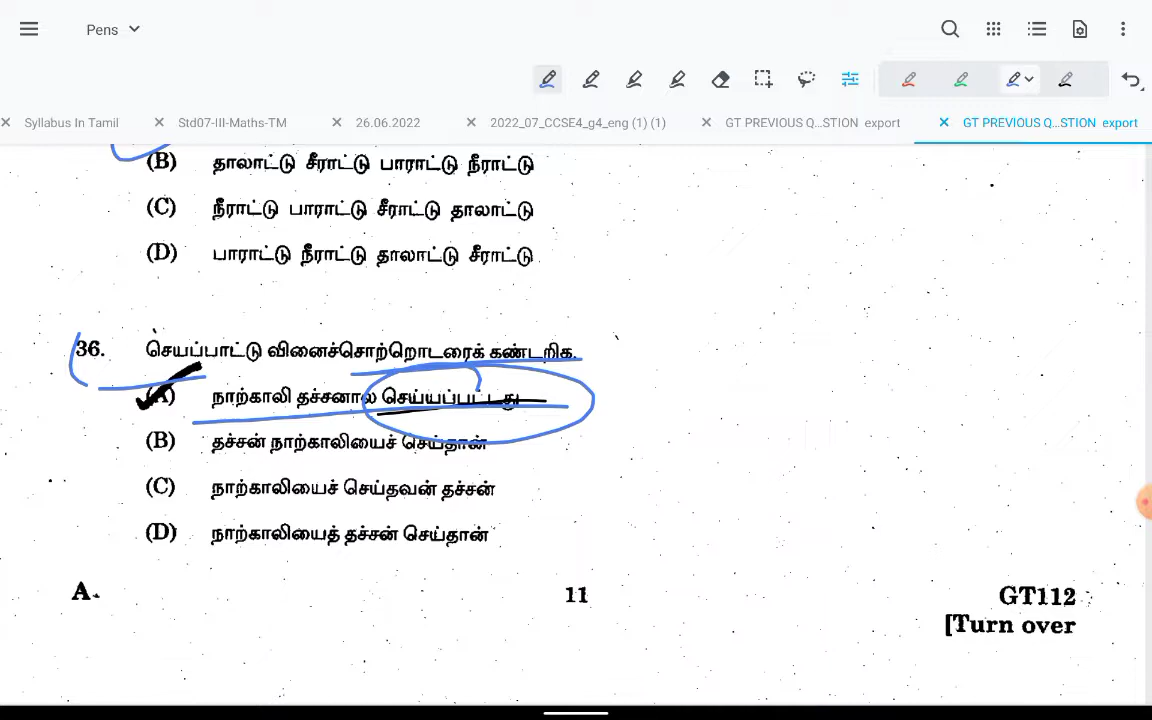 Pens
Syllabus In Tamil Std07-III-Maths-TM 26.06.2022 2022_07_CCSE4_g4_eng (1) (1) GT PREVIOUS Q...STION export GT PREVIOUS Q...STION export
(B) தாலாட்டு சீராட்டு பாராட்டு நீராட்டு
(C) நீராட்டு பாராட்டு சீராட்டு தாலாட்டு
(D) பாராட்டு நீராட்டு தாலாட்டு சீராட்டு
36. செயப்பாட்டு வினைச்சொற்றொடரைக் கண்டறிக.
(A) நாற்காலி தச்சனால் செய்யப்பட்டது
(B) தச்சன் நாற்காலியைச் செய்தான்
(C) நாற்காலியைச் செய்தவன் தச்சன்
(D) நாற்காலியைத் தச்சன் செய்தான்
A 11 GT112
[Turn over